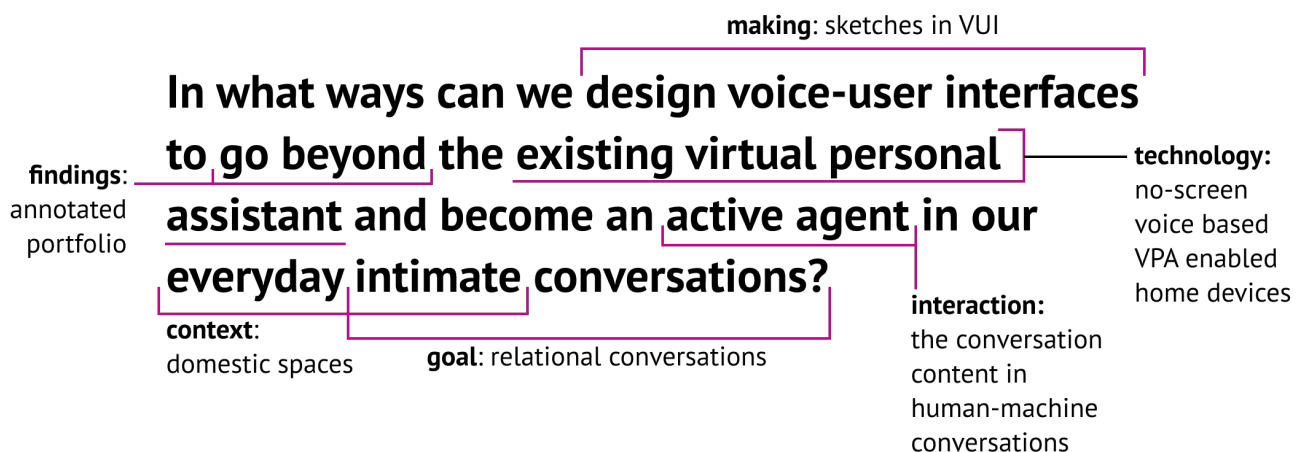 making: sketches in VUI
In what ways can we design voice-user interfaces
to go beyond the existing virtual personal
assistant and become an active agent in our
everyday intimate conversations?
findings:
annotated
portfolio
technology:
no-screen
voice based
VPA enabled
home devices
context:
domestic spaces
goal: relational conversations
interaction:
the conversation
content in
human-machine
conversations